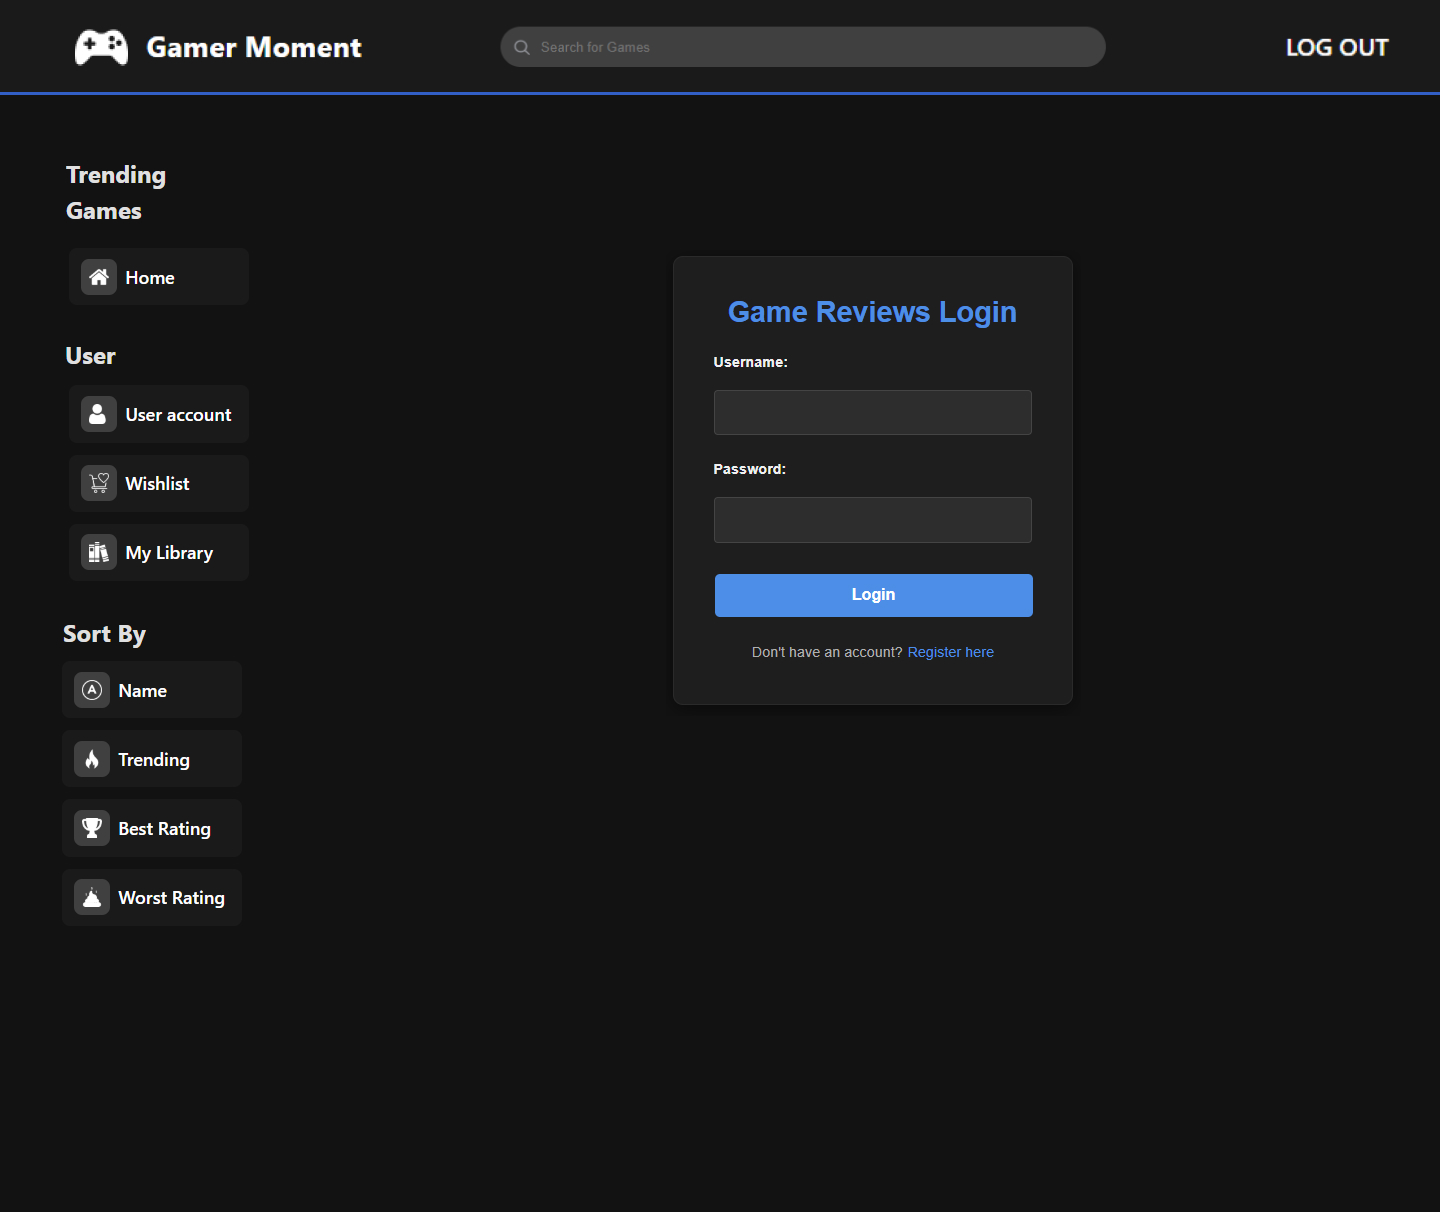 Gamer Moment
Search for Games
LOG OUT
Trending
Games
Home
User
User account
Wishlist
My Library
Sort By
A
Name
Trending
Best Rating
Worst Rating
Game Reviews Login
Username:
Password:
Login
Don't have an account? Register here